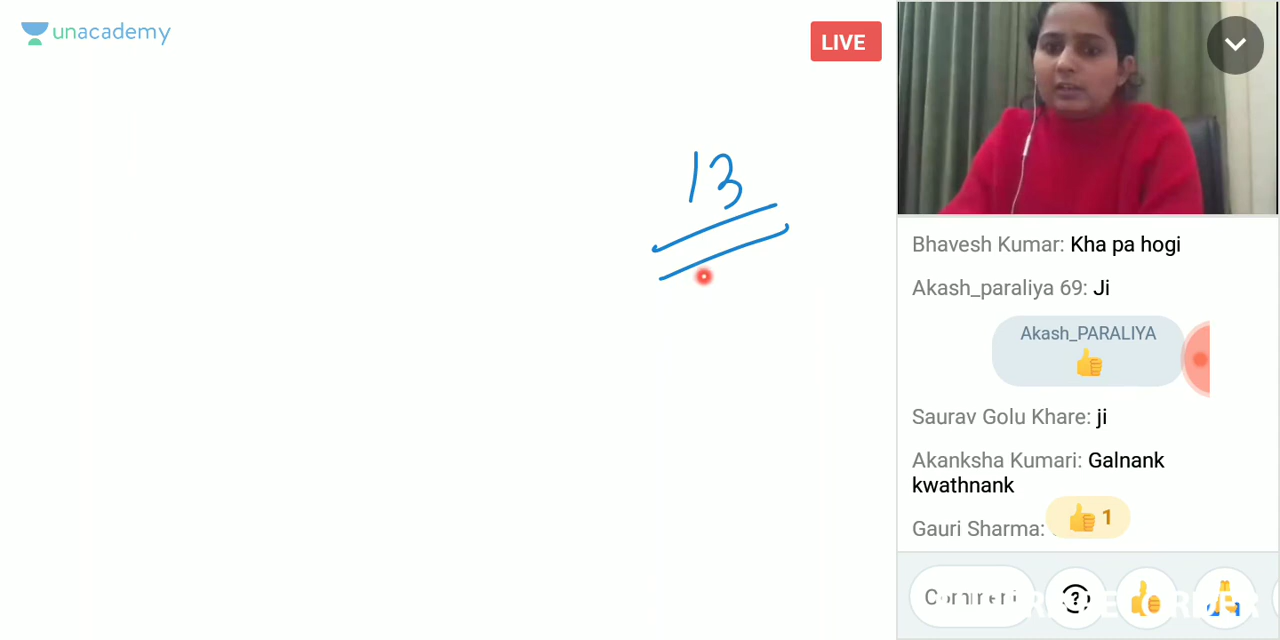 unacademy
LIVE
13
Bhavesh Kumar: Kha pa hogi
Akash_paraliya 69: Ji
Akash_PARALIYA
Saurav Golu Khare: ji
Akanksha Kumari: Galnank
kwathnank
1
Gauri Sharma: